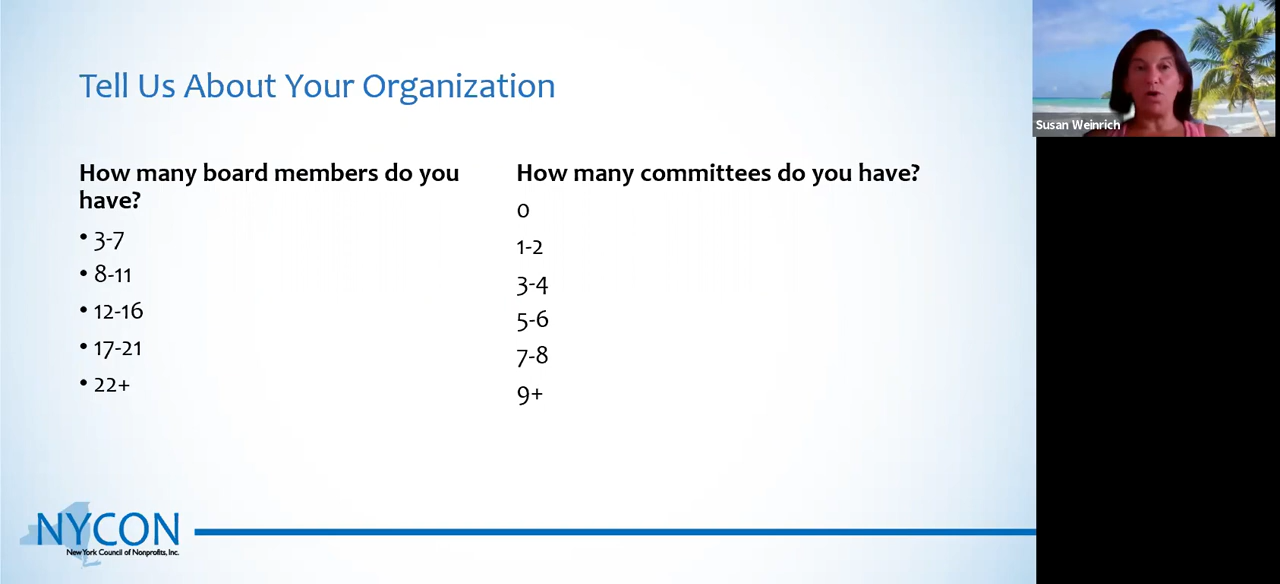 Tell Us About Your Organization
How many board members do you
have?
• 3-7
• 8-11
• 12-16
• 17-21
• 22+
How many committees do you have?
0
1-2
3-4
5-6
7-8
9+
NYCON
New York Council of Nonprofits, Inc.
Susan Weinrich